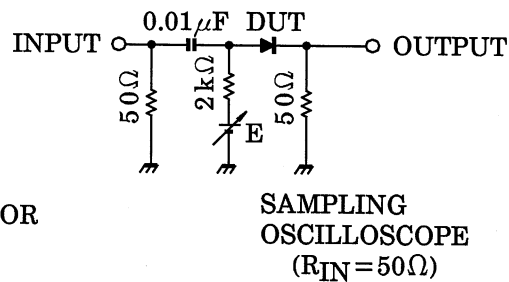 0.01μF DUT
INPUT OUTPUT
50Ω 2kΩ 50Ω
E
OR SAMPLING
OSCILLOSCOPE
(RIN=50Ω)